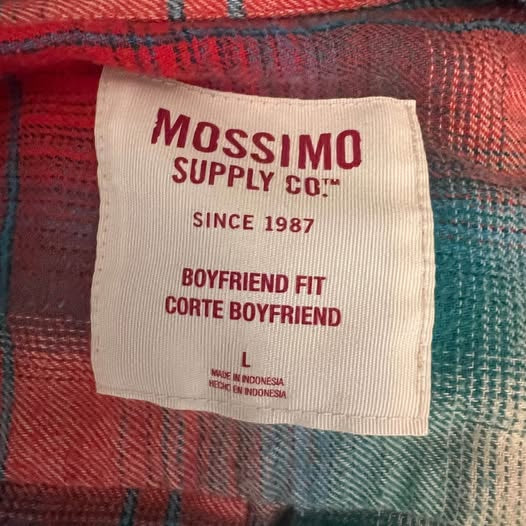 MOSSIMO
SUPPLY CO.™
SINCE 1987
BOYFRIEND FIT
CORTE BOYFRIEND
L
MADE IN INDONESIA
HECHO EN INDONESIA